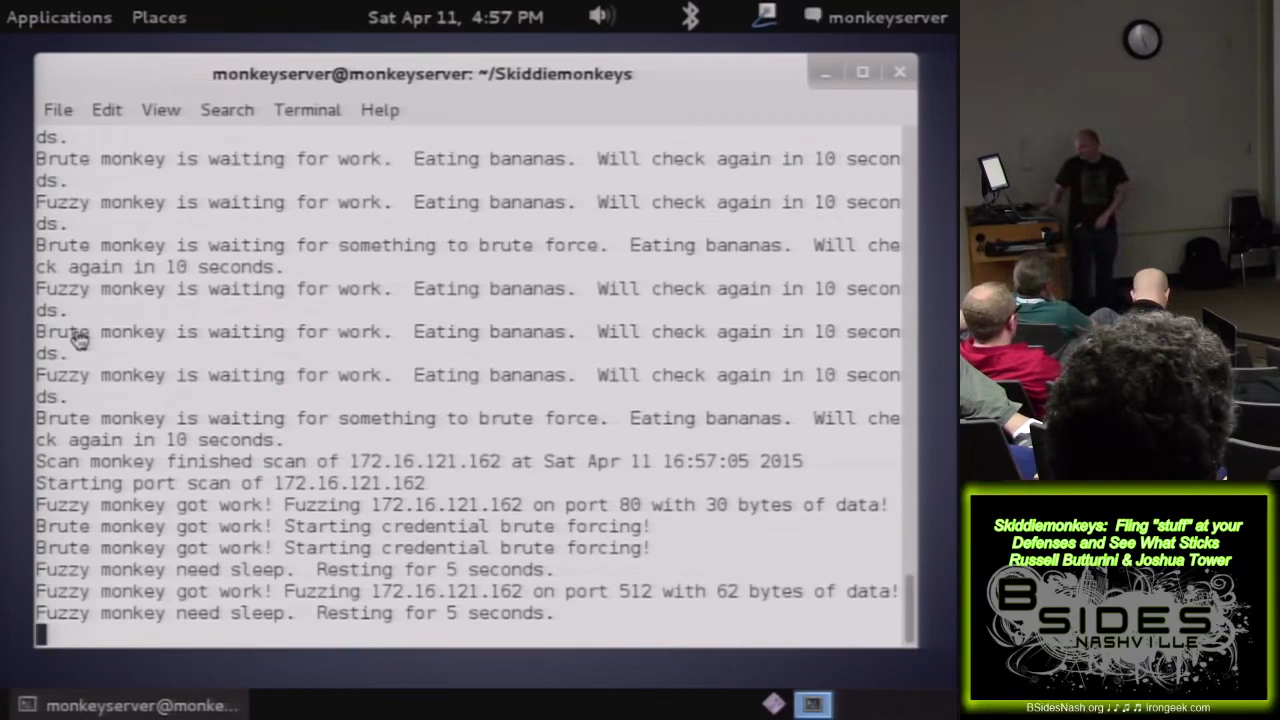 Applications Places Sat Apr 11, 4:57 PM monkeyserver
monkeyserver@monkeyserver: ~/Skiddiemonkeys
File Edit View Search Terminal Help
ds.
Brute monkey is waiting for work.  Eating bananas.  Will check again in 10 secon
ds.
Fuzzy monkey is waiting for work.  Eating bananas.  Will check again in 10 secon
ds.
Brute monkey is waiting for something to brute force.  Eating bananas.  Will che
ck again in 10 seconds.
Fuzzy monkey is waiting for work.  Eating bananas.  Will check again in 10 secon
ds.
Brute monkey is waiting for work.  Eating bananas.  Will check again in 10 secon
ds.
Fuzzy monkey is waiting for work.  Eating bananas.  Will check again in 10 secon
ds.
Brute monkey is waiting for something to brute force.  Eating bananas.  Will che
ck again in 10 seconds.
Scan monkey finished scan of 172.16.121.162 at Sat Apr 11 16:57:05 2015
Starting port scan of 172.16.121.162
Fuzzy monkey got work! Fuzzing 172.16.121.162 on port 80 with 30 bytes of data!
Brute monkey got work! Starting credential brute forcing!
Brute monkey got work! Starting credential brute forcing!
Fuzzy monkey need sleep.  Resting for 5 seconds.
Fuzzy monkey got work! Fuzzing 172.16.121.162 on port 512 with 62 bytes of data!
Fuzzy monkey need sleep.  Resting for 5 seconds.
monkeyserver@monke...
Skiddiemonkeys: Fling "stuff" at your
Defenses and See What Sticks
Russell Butturini & Joshua Tower
BSIDES
NASHVILLE
BSidesNash.org ♩♪♫♬ Irongeek.com